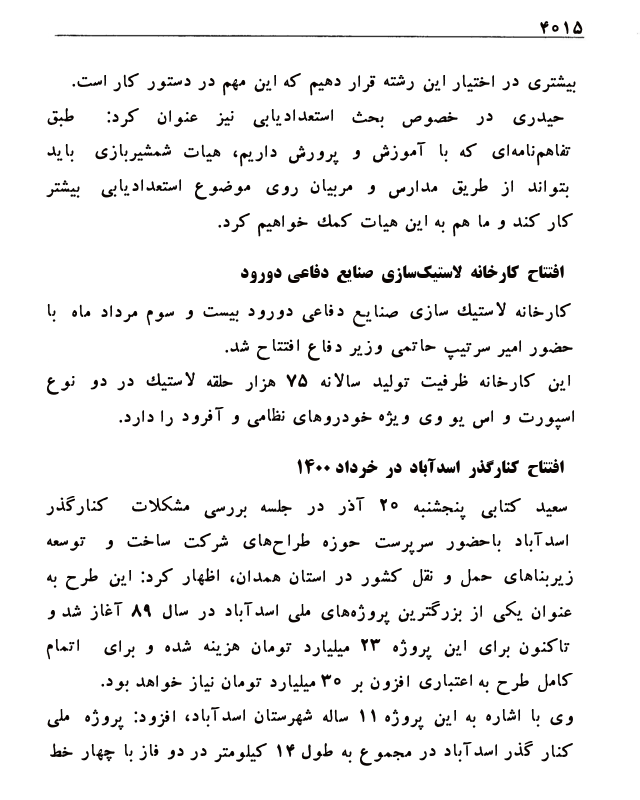 ۴۰۱۵
بیشتری در اختیار این رشته قرار دهیم که این مهم در دستور کار است.
حیدری در خصوص بحث استعدادیابی نیز عنوان کرد: طبق
تفاهم‌نامه‌ای که با آموزش و پرورش داریم، هیات شمشیربازی باید
بتواند از طریق مدارس و مربیان روی موضوع استعدادیابی بیشتر
کار کند و ما هم به این هیات کمك خواهیم کرد.
افتتاح کارخانه لاستیک‌سازی صنایع دفاعی دورود
کارخانه لاستیك سازی صنایع دفاعی دورود بیست و سوم مرداد ماه با
حضور امیر سرتیپ حاتمی وزیر دفاع افتتاح شد.
این کارخانه ظرفیت تولید سالانه ۷۵ هزار حلقه لاستیك در دو نوع
اسپورت و اس یو وی ویژه خودروهای نظامی و آفرود را دارد.
افتتاح کنارگذر اسدآباد در خرداد ۱۴۰۰
سعید کتابی پنجشنبه ۲۰ آذر در جلسه بررسی مشکلات کنارگذر
اسدآباد باحضور سرپرست حوزه طراح‌های شرکت ساخت و توسعه
زیربناهای حمل و نقل کشور در استان همدان، اظهار کرد: این طرح به
عنوان یکی از بزرگترین پروژه‌های ملی اسدآباد در سال ۸۹ آغاز شد و
تاکنون برای این پروژه ۲۳ میلیارد تومان هزینه شده و برای اتمام
کامل طرح به اعتباری افزون بر ۳۰ میلیارد تومان نیاز خواهد بود.
وی با اشاره به این پروژه ۱۱ ساله شهرستان اسدآباد، افزود: پروژه ملی
کنار گذر اسدآباد در مجموع به طول ۱۴ کیلومتر در دو فاز با چهار خط